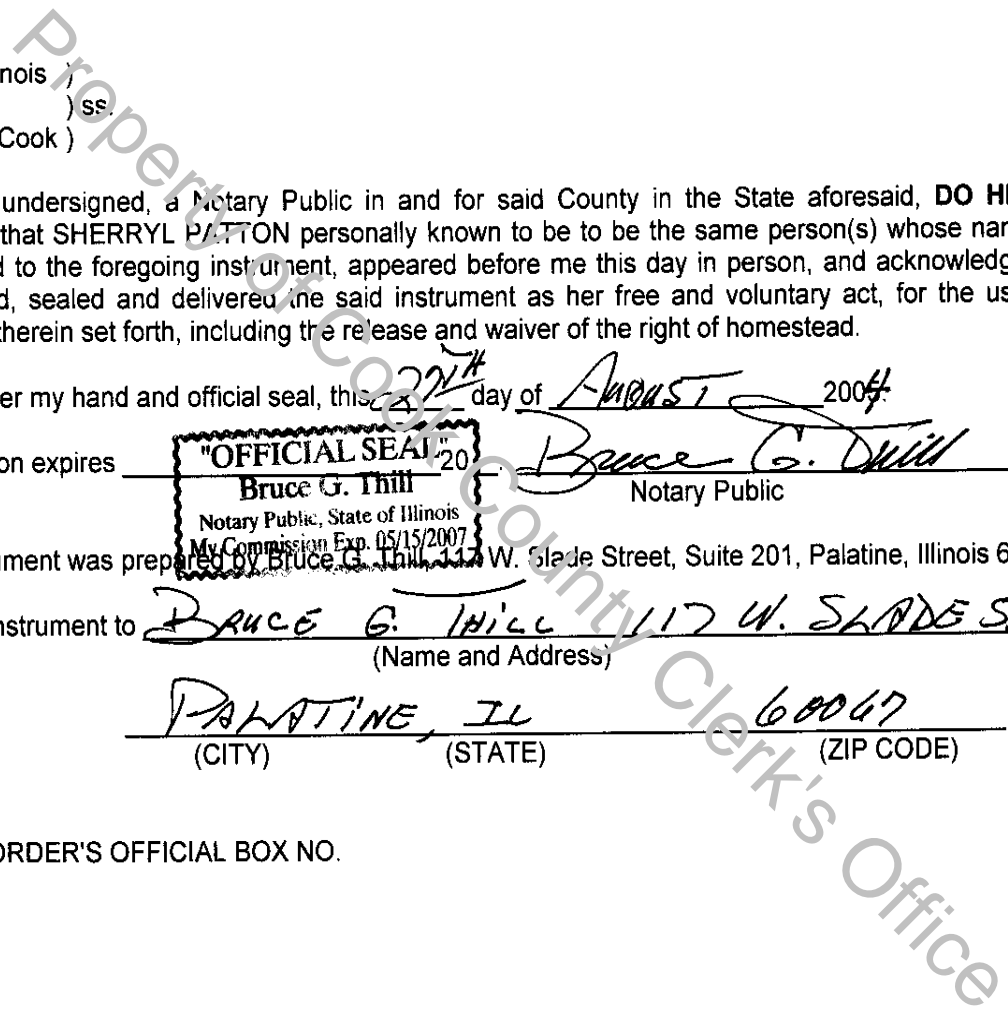 nois )
) ss.
Cook )
undersigned, a Notary Public in and for said County in the State aforesaid, DO H
that SHERRYL PATTON personally known to be to be the same person(s) whose nar
d to the foregoing instrument, appeared before me this day in person, and acknowledg
d, sealed and delivered the said instrument as her free and voluntary act, for the us
herein set forth, including the release and waiver of the right of homestead.
er my hand and official seal, this 22TH day of AUGUST 2004.
on expires 20 . Bruce G. Thill
"OFFICIAL SEAL"
Bruce G. Thill
Notary Public, State of Illinois
My Commission Exp. 05/15/2007
Notary Public
ument was prepared by Bruce G. Thill, 117 W. Slade Street, Suite 201, Palatine, Illinois 6
nstrument to BRUCE G. THILL 117 W. SLADE S
(Name and Address)
PALATINE, IL 60067
(CITY) (STATE) (ZIP CODE)
ORDER'S OFFICIAL BOX NO.
Property of Cook County Clerk's Office